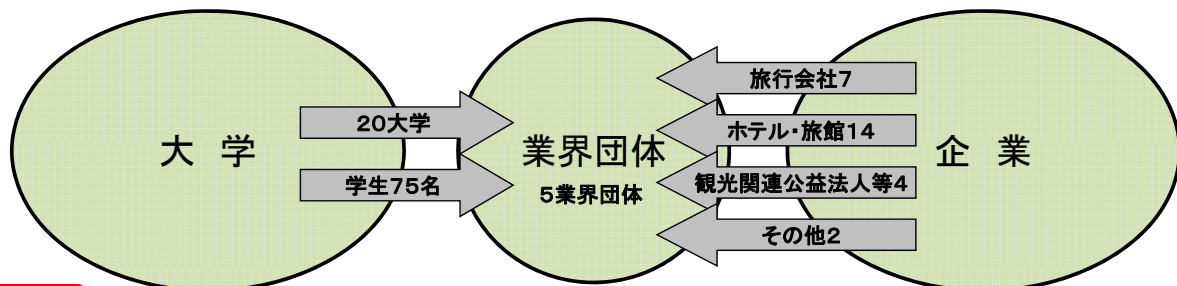 大 学
20大学
学生75名
業界団体
5業界団体
旅行会社7
ホテル・旅館14
観光関連公益法人等4
その他2
企 業